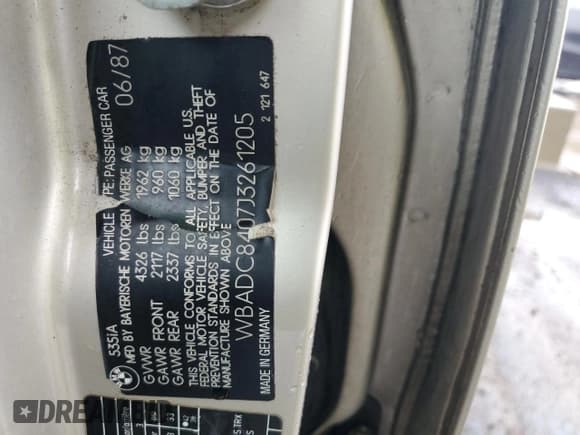 535iA VEHICLE PE: PASSENGER CAR
MFD BY BAYERISCHE MOTOREN WERKE AG 06/87
GVWR 4326 lbs 1962 kg
GAWR FRONT 2117 lbs 960 kg
GAWR REAR 2337 lbs 1060 kg
THIS VEHICLE CONFORMS TO ALL APPLICABLE U.S.
FEDERAL MOTOR VEHICLE SAFETY, BUMPER AND THEFT
PREVENTION STANDARDS IN EFFECT ON THE DATE OF
MANUFACTURE SHOWN ABOVE
WBADC8407J3261205
MADE IN GERMANY 2 121 647
BMW